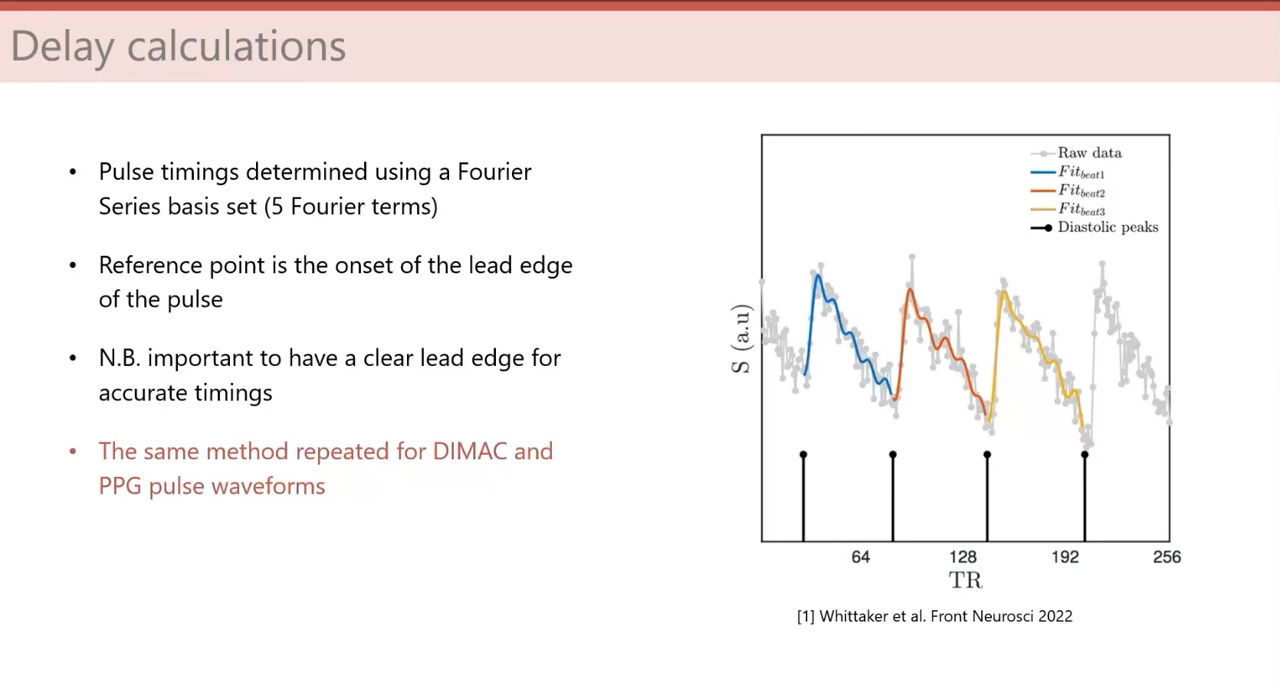 Delay calculations
• Pulse timings determined using a Fourier
Series basis set (5 Fourier terms)
• Reference point is the onset of the lead edge
of the pulse
• N.B. important to have a clear lead edge for
accurate timings
• The same method repeated for DIMAC and
PPG pulse waveforms
Raw data
Fitbeat1
Fitbeat2
Fitbeat3
Diastolic peaks
S (a.u)
64 128 192 256
TR
[1] Whittaker et al. Front Neurosci 2022